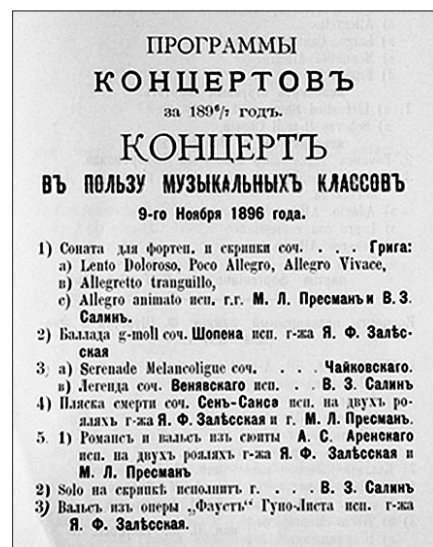 ПРОГРАММЫ
КОНЦЕРТОВЪ
за 1896/7 годъ.
КОНЦЕРТЪ
ВЪ ПОЛЬЗУ МУЗЫКАЛЬНЫХЪ КЛАССОВЪ
9-го Ноября 1896 года.
1) Соната для фортеп. и скрипки соч. . . . Грига:
а) Lento Doloroso, Poco Allegro, Allegro Vivace,
в) Allegretto tranguillo,
с) Allegro animato исп. г.г. М. Л. Пресман и В. З.
Салинъ.
2) Баллада g-moll соч. Шопена исп. г-жа Я. Ф. Залѣс-
ская
3) а) Serenade Melancoligue соч. . . . Чайковскаго.
в) Легенда соч. Венявскаго исп. . . В. З. Салинъ
4) Пляска смерти соч. Сенъ-Санса исп. на двухъ ро-
яляхъ г-жа Я. Ф. Залѣсская и г. М. Л. Пресманъ.
5. 1) Романсъ и вальсъ изъ сюиты А. С. Аренскаго
исп. на двухъ рояляхъ г-жа Я. Ф. Залѣсская и
М. Л. Пресманъ
2) Solo на скрипкѣ исполнитъ г. . . В. З. Салинъ
3) Вальсъ изъ оперы „Фаустъ“ Гуно-Листа исп. г-жа
Я. Ф. Залѣсская.